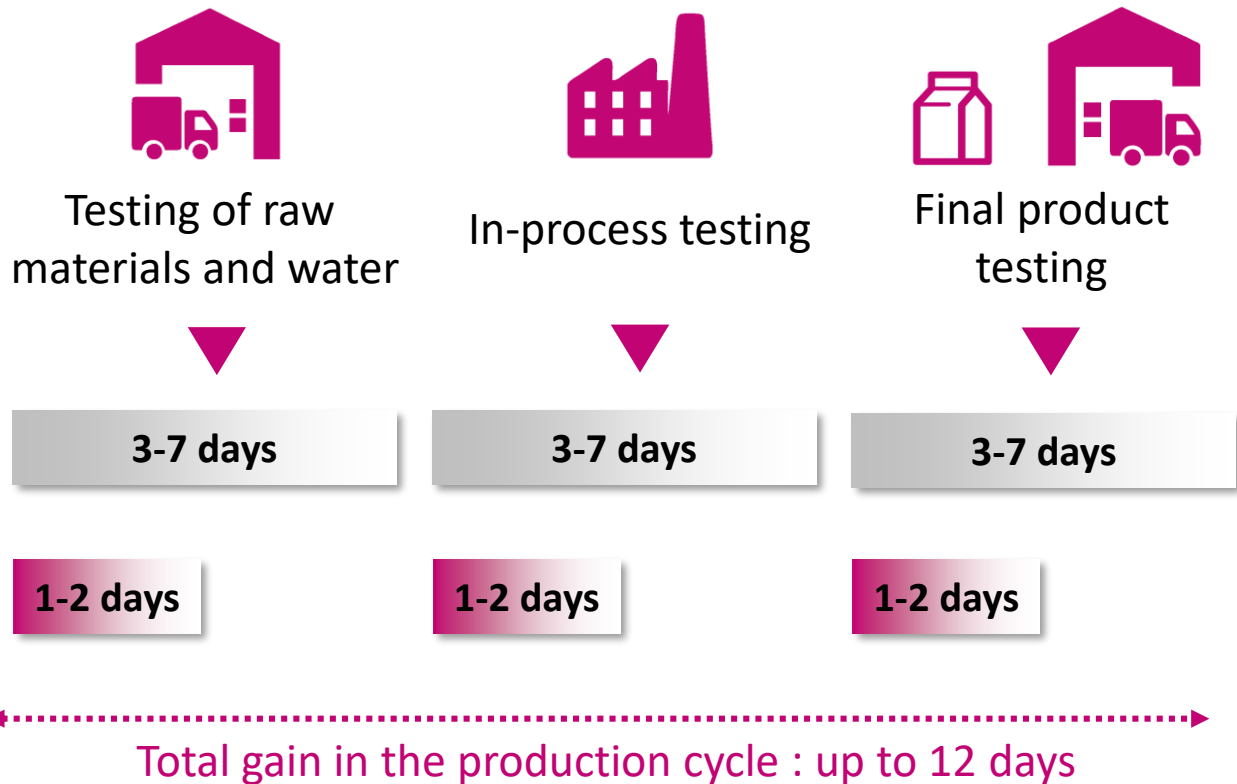 Testing of raw
materials and water
In-process testing
Final product
testing
3-7 days
3-7 days
3-7 days
1-2 days
1-2 days
1-2 days
Total gain in the production cycle : up to 12 days